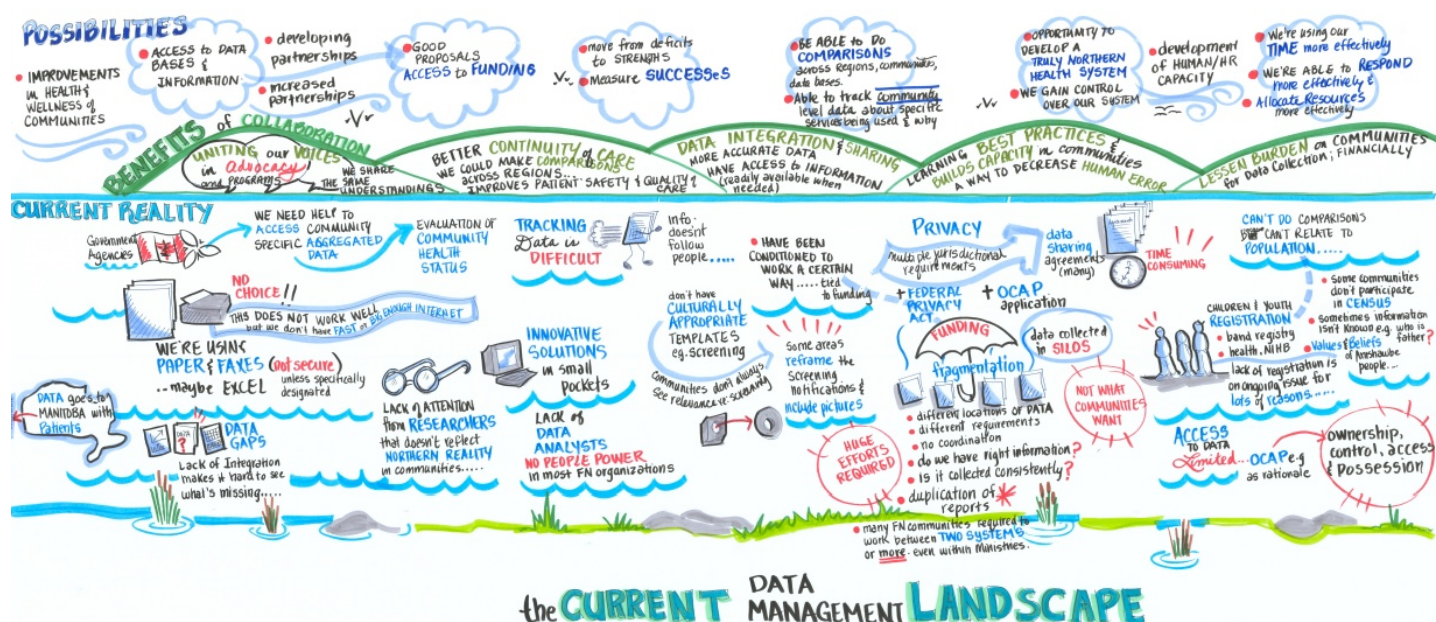 POSSIBILITIES
• IMPROVEMENTS
in HEALTH &
WELLNESS of
COMMUNITIES
• ACCESS to DATA
BASES &
INFORMATION.
• developing
partnerships
• increased
partnerships
• GOOD
PROPOSALS
ACCESS to FUNDING
• move from deficits
to STRENGTHS
• Measure SUCCESSES
• BE ABLE to DO
COMPARISONS
across regions, communities,
data bases.
• Able to track community
level data about specific
services being used & why
• OPPORTUNITY to
DEVELOP A
TRULY NORTHERN
HEALTH SYSTEM
• WE GAIN CONTROL
OVER OUR SYSTEM
• development
of HUMAN/HR
CAPACITY
• We're using our
TIME more effectively
• WE'RE ABLE to RESPOND
more effectively &
• Allocate Resources
more effectively
BENEFITS of COLLABORATION
UNITING our VOICES
in advocacy
and PROGRAMS
WE SHARE
THE SAME
UNDERSTANDINGS
BETTER CONTINUITY of CARE
WE COULD MAKE COMPARISONS
ACROSS REGIONS...
IMPROVES PATIENT SAFETY & QUALITY of CARE
DATA INTEGRATION & SHARING
MORE ACCURATE DATA
HAVE ACCESS to INFORMATION
(readily available when
needed)
LEARNING BEST PRACTICES &
BUILDS CAPACITY in communities
A WAY TO DECREASE HUMAN ERROR
LESSEN BURDEN on COMMUNITIES
for Data Collection; FINANCIALLY
CURRENT REALITY
Government
Agencies
WE NEED HELP to
ACCESS COMMUNITY
SPECIFIC AGGREGATED
DATA
EVALUATION of
COMMUNITY
HEALTH
STATUS
NO
CHOICE!!
THIS DOES NOT WORK WELL
but we don't have FAST or BIG ENOUGH INTERNET
WE'RE USING
PAPER & FAXES (not secure)
...maybe EXCEL
unless specifically
designated
DATA goes to
MANITOBA with
Patients
DATA
?
DATA
GAPS
Lack of Integration
makes it hard to see
what's missing.....
LACK of ATTENTION
from RESEARCHERS
that doesn't reflect
NORTHERN REALITY
in communities.....
TRACKING
Data is
DIFFICULT
info.
doesn't
follow
people.....
INNOVATIVE
SOLUTIONS
in small
pockets
LACK of
DATA
ANALYSTS
NO PEOPLE POWER
in most FN organizations
don't have
CULTURALLY
APPROPRIATE
TEMPLATES
eg. screening
communities don't always
see relevance re: screening
• HAVE BEEN
CONDITIONED to
WORK A CERTAIN
WAY..... tied
to funding
some areas
reframe the
screening
notifications &
include pictures
PRIVACY
multiple jurisdictional
requirements
data
sharing
agreements
(many)
TIME
CONSUMING
+ FEDERAL
PRIVACY
ACT
+ OCAP
application
FUNDING
fragmentation
data collected
in SILOS
NOT WHAT
COMMUNITIES
WANT
HUGE
EFFORTS
REQUIRED
• different locations of DATA
• different requirements
• no coordination
• do we have right information?
• Is it collected consistently?
• duplication of
reports
• many FN communities required to
work between TWO SYSTEMS
or more - even within Ministries.
CAN'T DO COMPARISONS
CAN'T RELATE to
POPULATION.....
• some communities
don't participate
in CENSUS
• sometimes information
isn't known e.g. who is
father?
• Values & Beliefs
of Anishawbe
people....
CHILDREN & YOUTH
REGISTRATION
• band registry
• health, NIHB
• lack of registration is
an ongoing issue for
lots of reasons.....
ACCESS
TO DATA
Limited... OCAP e.g
as rationale
ownership,
control, access
& possession
the CURRENT DATA MANAGEMENT LANDSCAPE